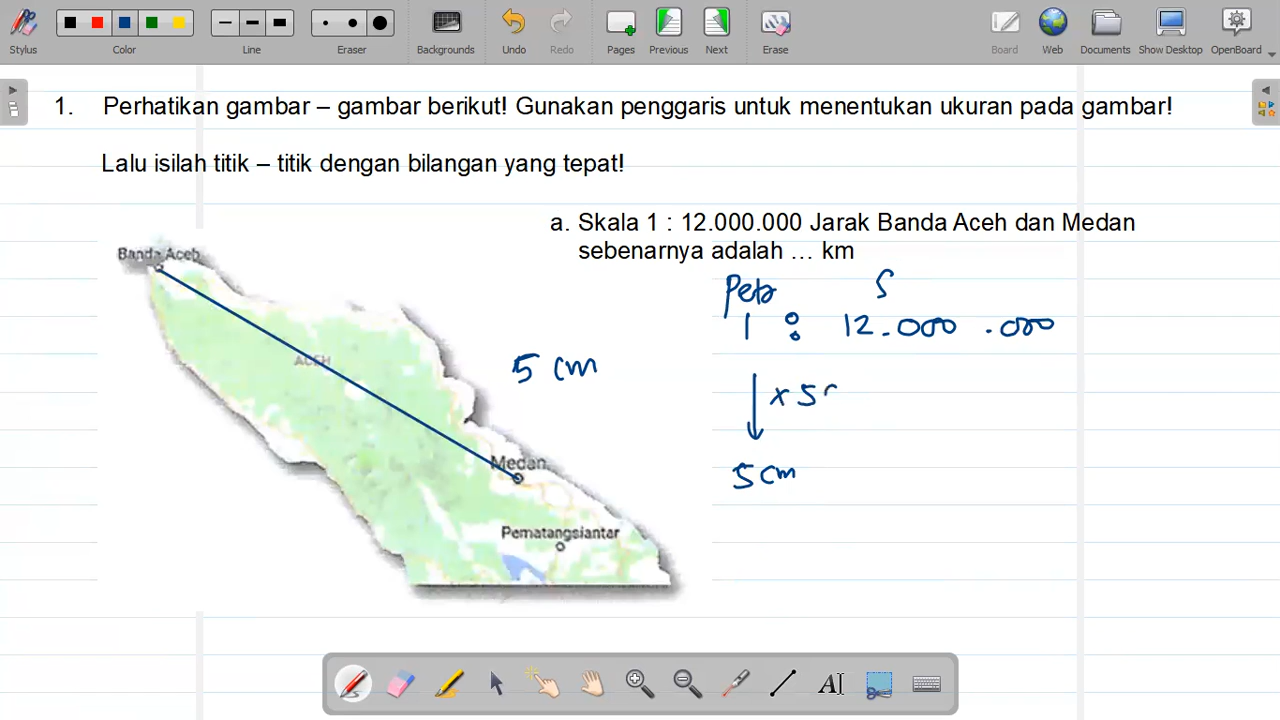 Stylus Color Line Eraser Backgrounds Undo Redo Pages Previous Next Erase Board Web Documents Show Desktop OpenBoard
1. Perhatikan gambar – gambar berikut! Gunakan penggaris untuk menentukan ukuran pada gambar!
Lalu isilah titik – titik dengan bilangan yang tepat!
a. Skala 1 : 12.000.000 Jarak Banda Aceh dan Medan
sebenarnya adalah … km
Banda Aceh
Peta S
1 : 12.000.000
ACEH
5 cm
x 5
5 cm
Medan
Pematangsiantar
AI